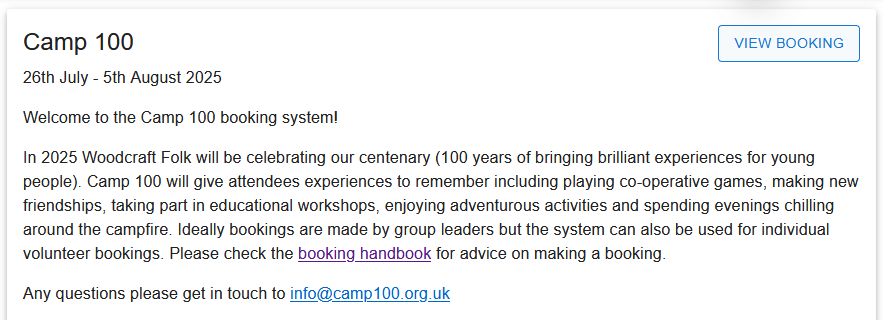 Camp 100
VIEW BOOKING
26th July - 5th August 2025
Welcome to the Camp 100 booking system!
In 2025 Woodcraft Folk will be celebrating our centenary (100 years of bringing brilliant experiences for young
people). Camp 100 will give attendees experiences to remember including playing co-operative games, making new
friendships, taking part in educational workshops, enjoying adventurous activities and spending evenings chilling
around the campfire. Ideally bookings are made by group leaders but the system can also be used for individual
volunteer bookings. Please check the booking handbook for advice on making a booking.
Any questions please get in touch to info@camp100.org.uk